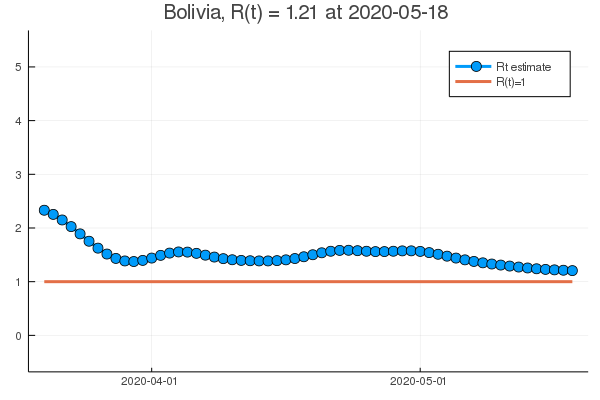 Bolivia, R(t) = 1.21 at 2020-05-18
Rt estimate
R(t)=1
5
4
3
2
1
0
2020-04-01
2020-05-01